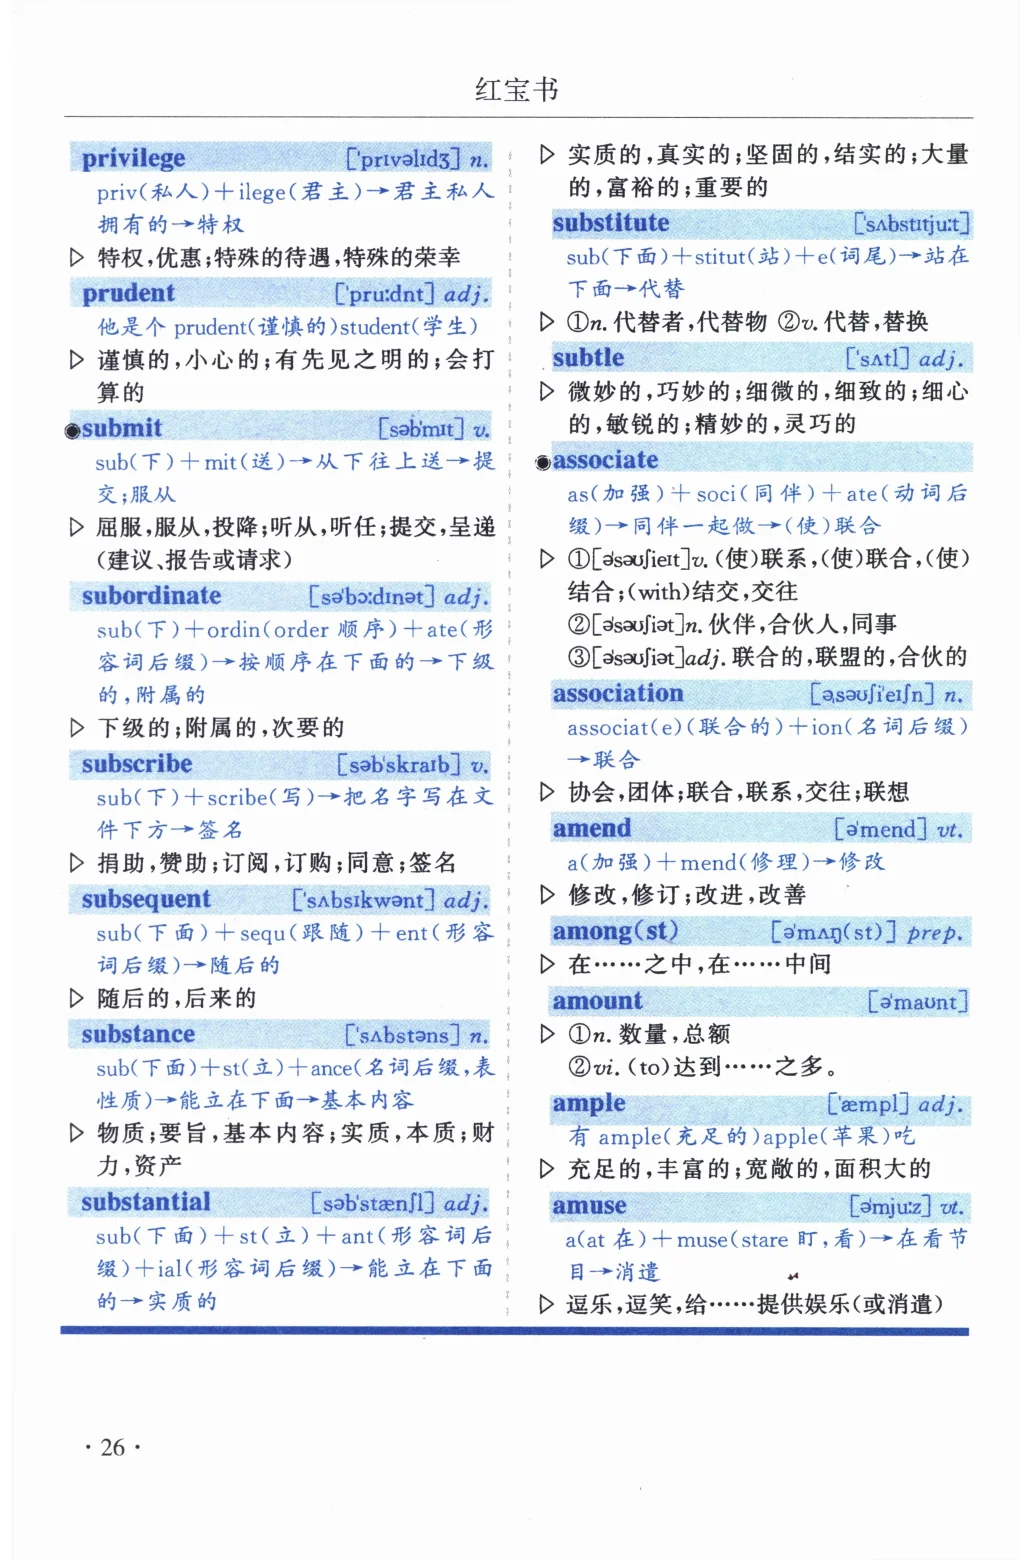 红宝书
privilege ['prɪvəlɪdʒ] n.
priv(私人)＋ilege(君主)→君主私人
拥有的→特权
▷ 特权,优惠;特殊的待遇,特殊的荣幸
prudent ['pruːdnt] adj.
他是个 prudent(谨慎的)student(学生)
▷ 谨慎的,小心的;有先见之明的;会打
算的
◉submit [səb'mɪt] v.
sub(下)＋mit(送)→从下往上送→提
交;服从
▷ 屈服,服从,投降;听从,听任;提交,呈递
(建议、报告或请求)
subordinate [sə'bɔːdɪnət] adj.
sub(下)＋ordin(order 顺序)＋ate(形
容词后缀)→按顺序在下面的→下级
的,附属的
▷ 下级的;附属的,次要的
subscribe [səb'skraɪb] v.
sub(下)＋scribe(写)→把名字写在文
件下方→签名
▷ 捐助,赞助;订阅,订购;同意;签名
subsequent ['sʌbsɪkwənt] adj.
sub(下面)＋sequ(跟随)＋ent(形容
词后缀)→随后的
▷ 随后的,后来的
substance ['sʌbstəns] n.
sub(下面)＋st(立)＋ance(名词后缀,表
性质)→能立在下面→基本内容
▷ 物质;要旨,基本内容;实质,本质;财
力,资产
substantial [səb'stænʃl] adj.
sub(下面)＋st(立)＋ant(形容词后
缀)＋ial(形容词后缀)→能立在下面
的→实质的
▷ 实质的,真实的;坚固的,结实的;大量
的,富裕的;重要的
substitute ['sʌbstɪtjuːt]
sub(下面)＋stitut(站)＋e(词尾)→站在
下面→代替
▷ ①n.代替者,代替物 ②v.代替,替换
subtle ['sʌtl] adj.
▷ 微妙的,巧妙的;细微的,细致的;细心
的,敏锐的;精妙的,灵巧的
◉associate
as(加强)＋soci(同伴)＋ate(动词后
缀)→同伴一起做→(使)联合
▷ ①[ə'səʊʃieɪt]v.(使)联系,(使)联合,(使)
结合;(with)结交,交往
②[ə'səʊʃiət]n.伙伴,合伙人,同事
③[ə'səʊʃiət]adj.联合的,联盟的,合伙的
association [əˌsəʊʃi'eɪʃn] n.
associat(e)(联合的)＋ion(名词后缀)
→联合
▷ 协会,团体;联合,联系,交往;联想
amend [ə'mend] vt.
a(加强)＋mend(修理)→修改
▷ 修改,修订;改进,改善
among(st) [ə'mʌŋ(st)] prep.
▷ 在……之中,在……中间
amount [ə'maʊnt]
▷ ①n.数量,总额
②vi.(to)达到……之多。
ample ['æmpl] adj.
有 ample(充足的)apple(苹果)吃
▷ 充足的,丰富的;宽敞的,面积大的
amuse [ə'mjuːz] vt.
a(at 在)＋muse(stare 盯,看)→在看节
目→消遣
▷ 逗乐,逗笑,给……提供娱乐(或消遣)
·26·